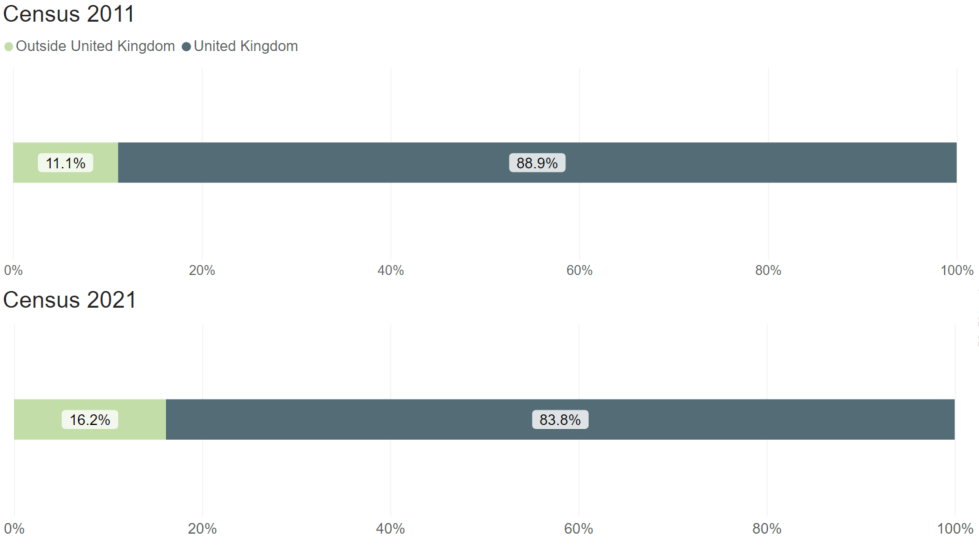 Census 2011
Outside United Kingdom United Kingdom
11.1% 88.9%
0% 20% 40% 60% 80% 100%
Census 2021
16.2% 83.8%
0% 20% 40% 60% 80% 100%